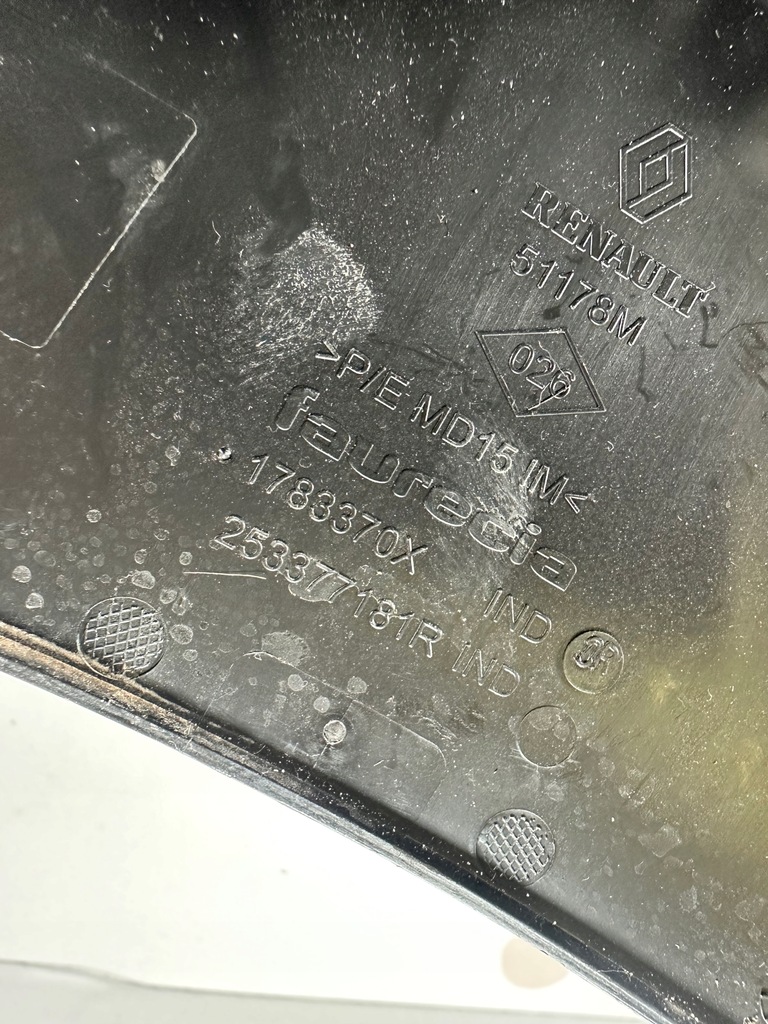 RENAULT
51178M
026
>P/E MD15 IM<
faurecia
1783370X IND
253377181R IND